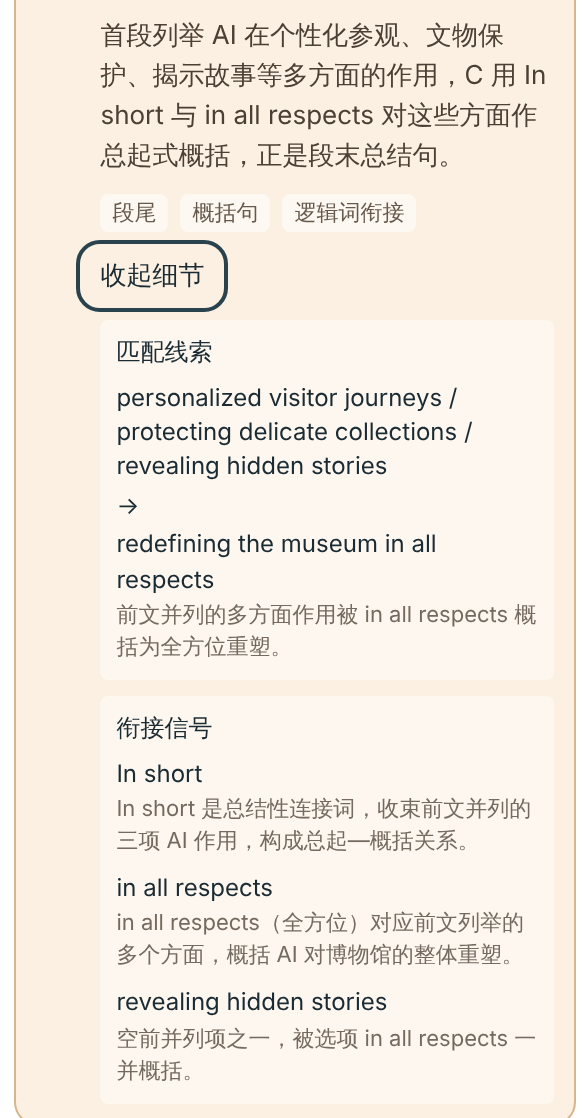 首段列举 AI 在个性化参观、文物保
护、揭示故事等多方面的作用，C 用 In
short 与 in all respects 对这些方面作
总起式概括，正是段末总结句。
段尾 概括句 逻辑词衔接
收起细节
匹配线索
personalized visitor journeys /
protecting delicate collections /
revealing hidden stories
→
redefining the museum in all
respects
前文并列的多方面作用被 in all respects 概
括为全方位重塑。
衔接信号
In short
In short 是总结性连接词，收束前文并列的
三项 AI 作用，构成总起—概括关系。
in all respects
in all respects（全方位）对应前文列举的
多个方面，概括 AI 对博物馆的整体重塑。
revealing hidden stories
空前并列项之一，被选项 in all respects 一
并概括。